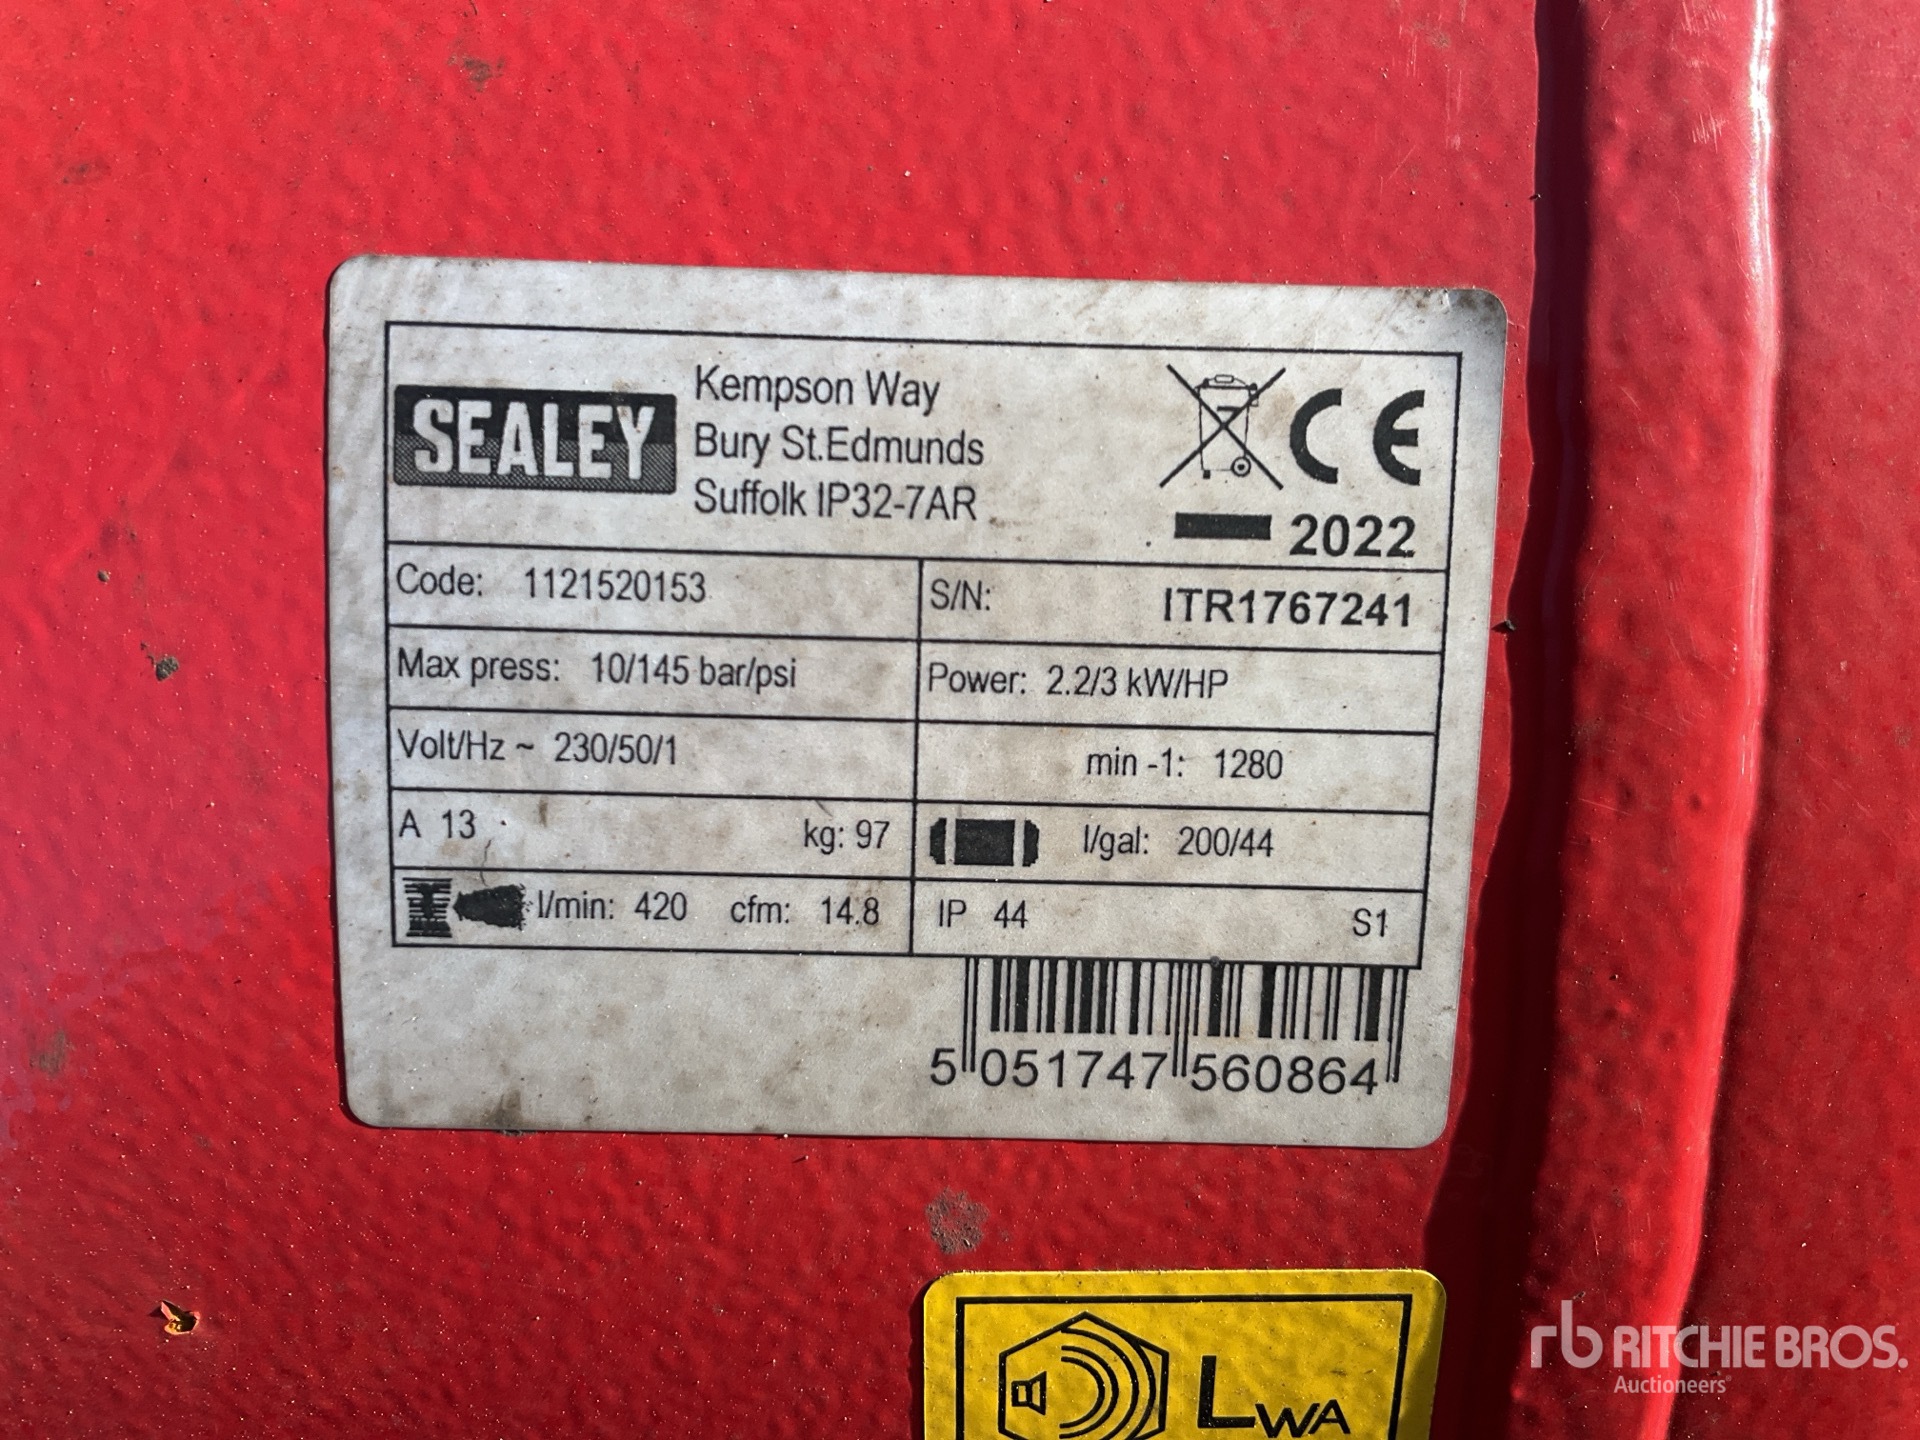 SEALEY
Kempson Way
Bury St.Edmunds
Suffolk IP32-7AR
CE
2022
Code: 1121520153
S/N: ITR1767241
Max press: 10/145 bar/psi
Power: 2.2/3 kW/HP
Volt/Hz ~ 230/50/1
min -1: 1280
A 13 kg: 97
l/gal: 200/44
l/min: 420 cfm: 14.8
IP 44 S1
5 051747 560864
LWA
rb RITCHIE BROS.
Auctioneers